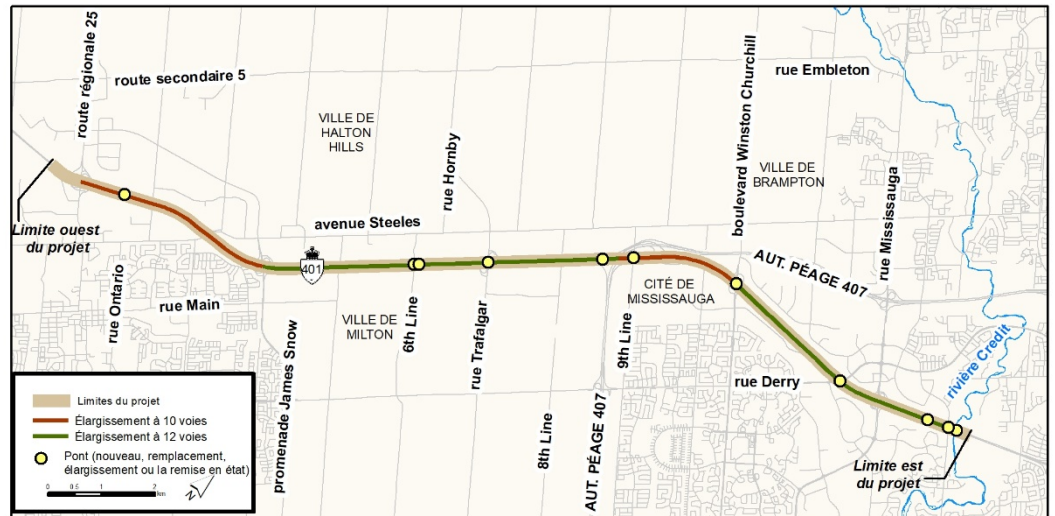 route régionale 25
route secondaire 5
VILLE DE
HALTON
HILLS
rue Hornby
boulevard Winston Churchill
rue Embleton
VILLE DE
BRAMPTON
rue Mississauga
Limite ouest
du projet
avenue Steeles
401
AUT. PÉAGE 407
rue Ontario
rue Main
promenade James Snow
VILLE DE
MILTON
6th Line
rue Trafalgar
8th Line
AUT. PÉAGE 407
9th Line
CITÉ DE
MISSISSAUGA
rue Derry
rivière Credit
Limite est
du projet
Limites du projet
Élargissement à 10 voies
Élargissement à 12 voies
Pont (nouveau, remplacement,
élargissement ou la remise en état)
0 0.5 1 2
km
N